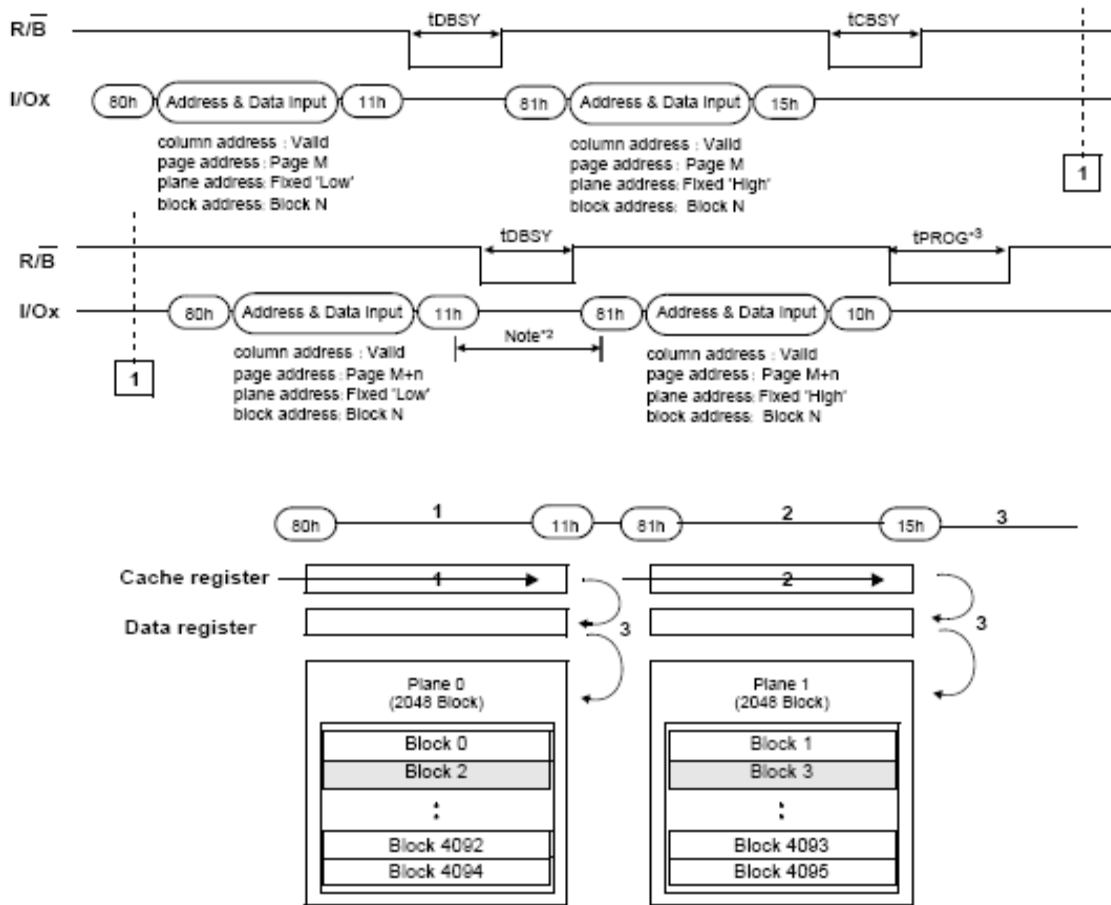 tDBSY tCBSY
R/B
I/Ox 80h Address & Data Input 11h 81h Address & Data Input 15h
column address : Valid column address : Valid
page address : Page M page address : Page M
plane address: Fixed 'Low' plane address: Fixed 'High'
block address: Block N block address: Block N
1
tDBSY tPROG*3
R/B
I/Ox 80h Address & Data Input 11h 81h Address & Data Input 10h
Note*2
1
column address : Valid column address : Valid
page address : Page M+n page address : Page M+n
plane address: Fixed 'Low' plane address: Fixed 'High'
block address: Block N block address: Block N
80h 1 11h 81h 2 15h 3
Cache register 1 2
Data register 3 3
Plane 0 Plane 1
(2048 Block) (2048 Block)
Block 0 Block 1
Block 2 Block 3
: :
Block 4092 Block 4093
Block 4094 Block 4095